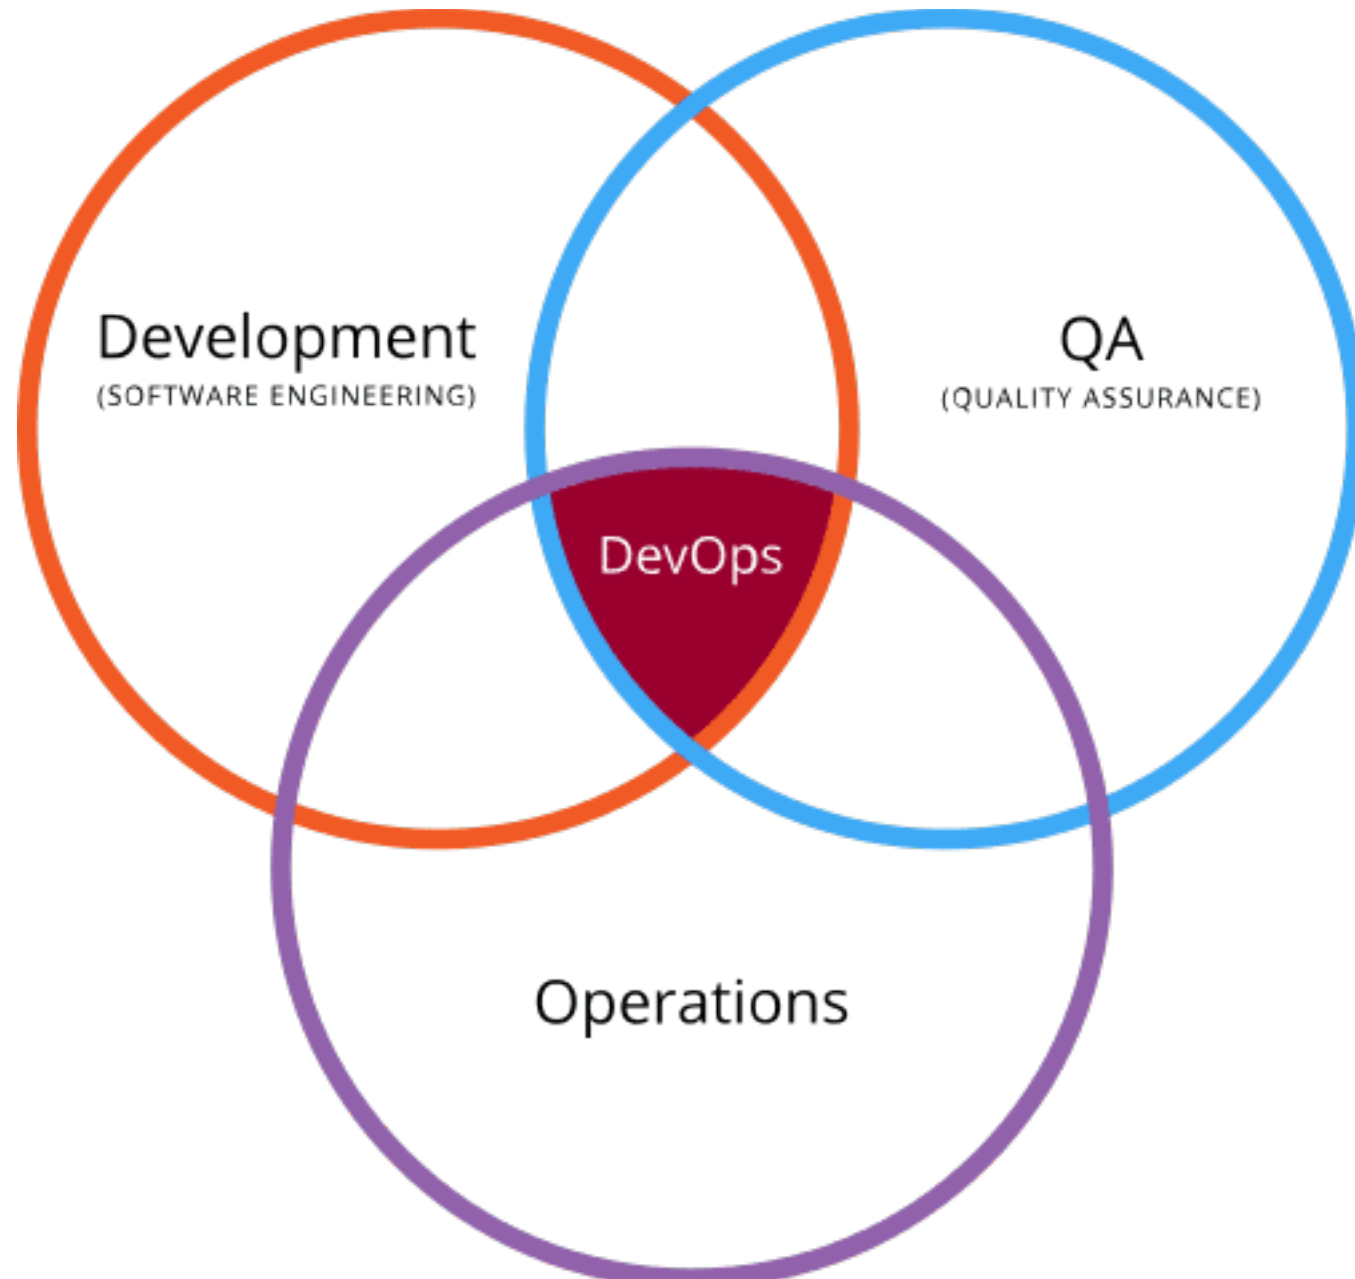 Development
(SOFTWARE ENGINEERING)
QA
(QUALITY ASSURANCE)
DevOps
Operations